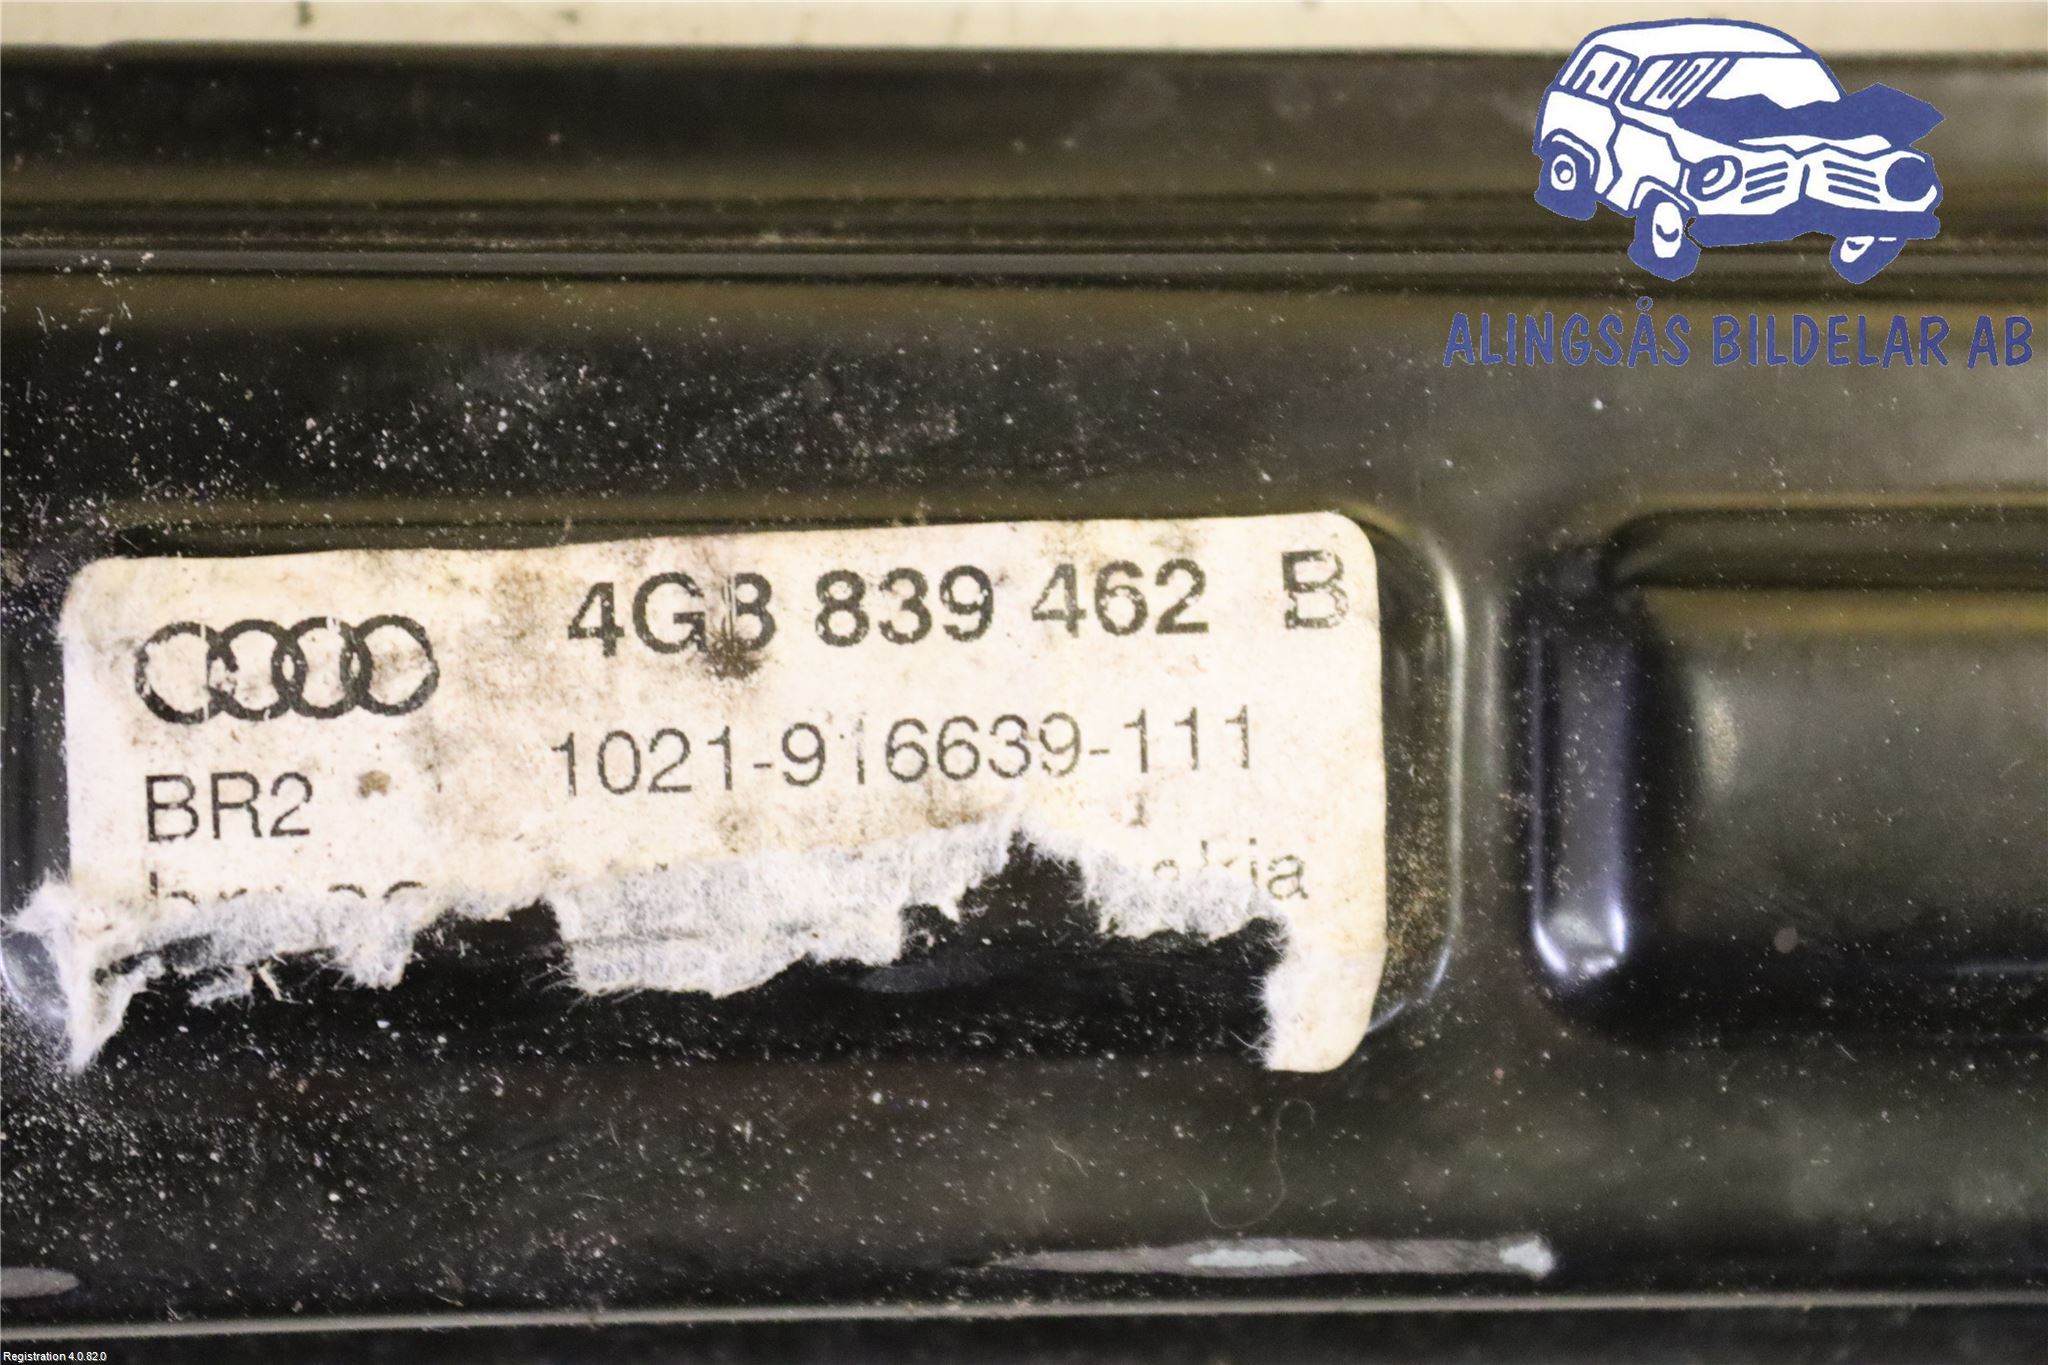 ALINGSÅS BILDELAR AB
4G8 839 462 B
1021-916639-111
BR2
Registration 4.0.82.0